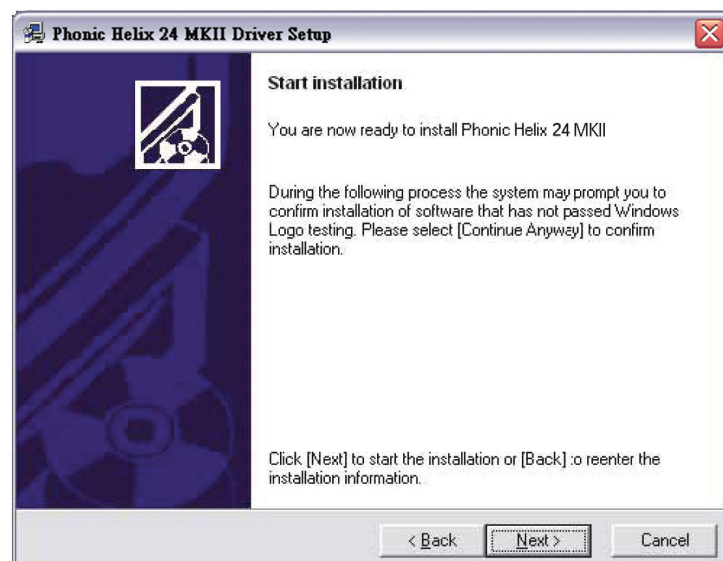 Phonic Helix 24 MKII Driver Setup
Start installation
You are now ready to install Phonic Helix 24 MKII
During the following process the system may prompt you to
confirm installation of software that has not passed Windows
Logo testing. Please select [Continue Anyway] to confirm
installation.
Click [Next] to start the installation or [Back] :o reenter the
installation information.
< Back
Next >
Cancel